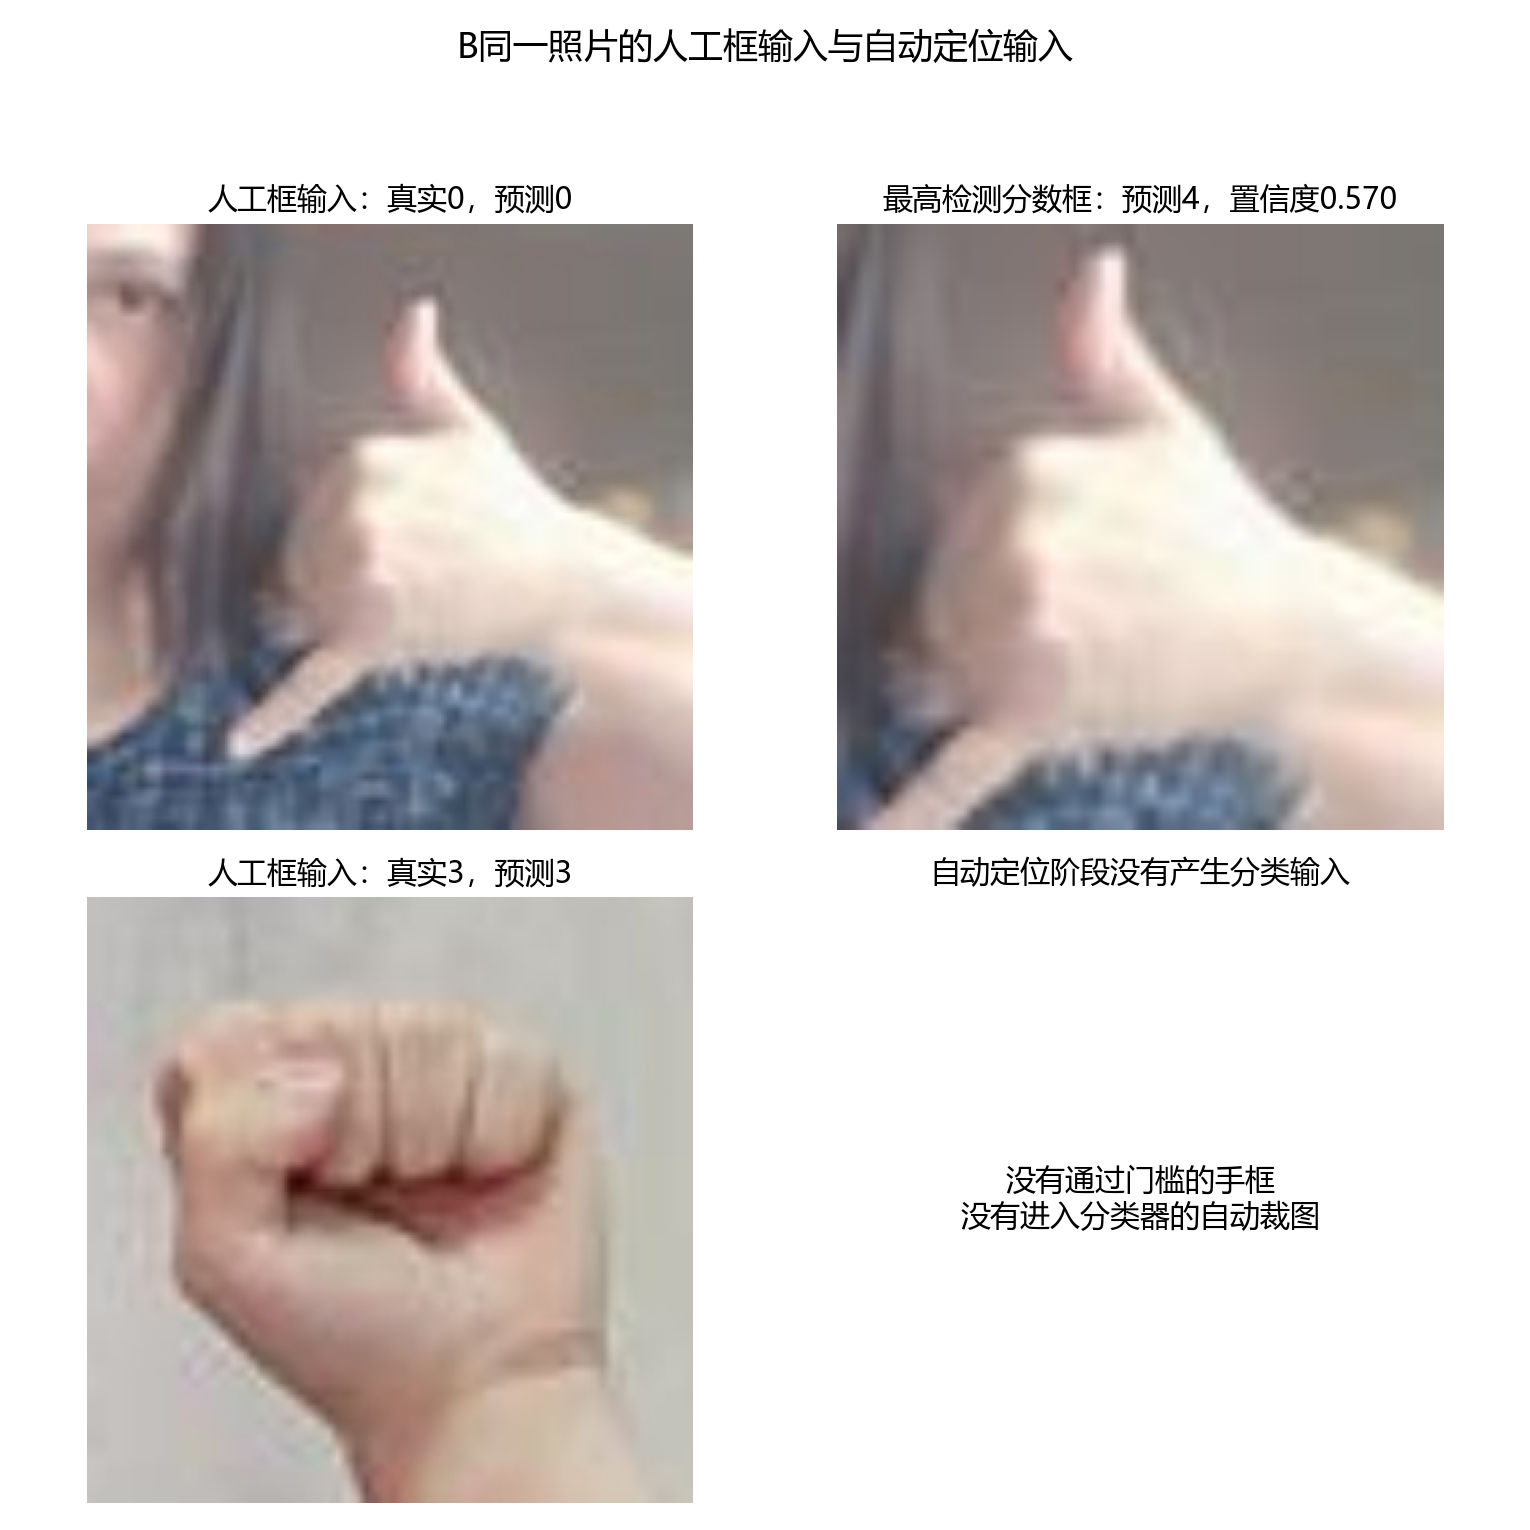 B同一照片的人工框输入与自动定位输入
人工框输入：真实0，预测0
最高检测分数框：预测4，置信度0.570
人工框输入：真实3，预测3
自动定位阶段没有产生分类输入
没有通过门槛的手框
没有进入分类器的自动裁图